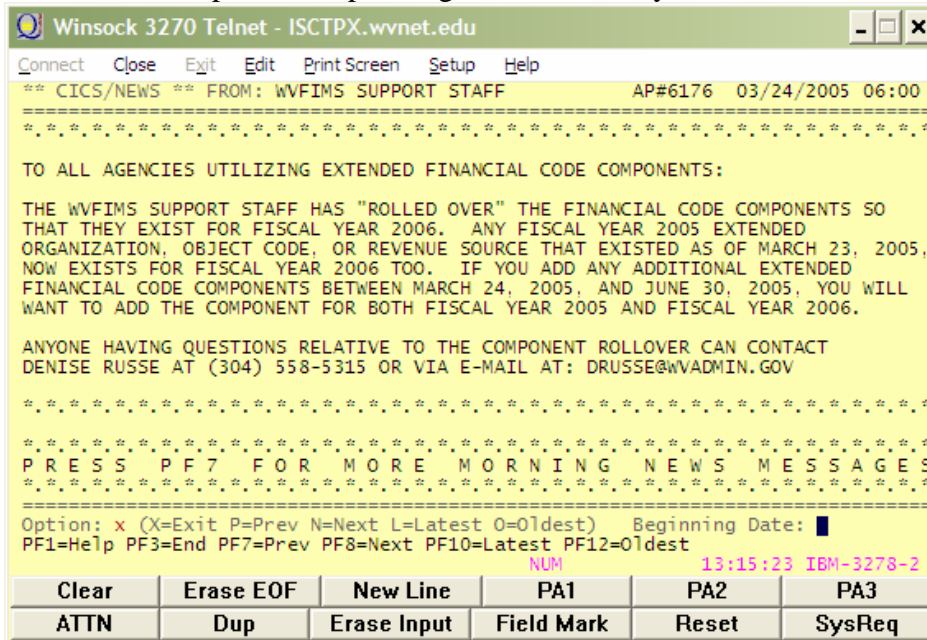 Winsock 3270 Telnet - ISCTPX.wvnet.edu
Connect Close Exit Edit Print Screen Setup Help
** CICS/NEWS ** FROM: WVFIMS SUPPORT STAFF AP#6176 03/24/2005 06:00
================================================================================
*.*.*.*.*.*.*.*.*.*.*.*.*.*.*.*.*.*.*.*.*.*.*.*.*.*.*.*.*.*.*.*.*.*.*.*.*.*.*.*
TO ALL AGENCIES UTILIZING EXTENDED FINANCIAL CODE COMPONENTS:
THE WVFIMS SUPPORT STAFF HAS "ROLLED OVER" THE FINANCIAL CODE COMPONENTS SO
THAT THEY EXIST FOR FISCAL YEAR 2006. ANY FISCAL YEAR 2005 EXTENDED
ORGANIZATION, OBJECT CODE, OR REVENUE SOURCE THAT EXISTED AS OF MARCH 23, 2005,
NOW EXISTS FOR FISCAL YEAR 2006 TOO. IF YOU ADD ANY ADDITIONAL EXTENDED
FINANCIAL CODE COMPONENTS BETWEEN MARCH 24, 2005, AND JUNE 30, 2005, YOU WILL
WANT TO ADD THE COMPONENT FOR BOTH FISCAL YEAR 2005 AND FISCAL YEAR 2006.
ANYONE HAVING QUESTIONS RELATIVE TO THE COMPONENT ROLLOVER CAN CONTACT
DENISE RUSSE AT (304) 558-5315 OR VIA E-MAIL AT: DRUSSE@WVADMIN.GOV
*.*.*.*.*.*.*.*.*.*.*.*.*.*.*.*.*.*.*.*.*.*.*.*.*.*.*.*.*.*.*.*.*.*.*.*.*.*.*.*
*.*.*.*.*.*.*.*.*.*.*.*.*.*.*.*.*.*.*.*.*.*.*.*.*.*.*.*.*.*.*.*.*.*.*.*.*.*.*.*
P R E S S P F 7 F O R M O R E M O R N I N G N E W S M E S S A G E S
*.*.*.*.*.*.*.*.*.*.*.*.*.*.*.*.*.*.*.*.*.*.*.*.*.*.*.*.*.*.*.*.*.*.*.*.*.*.*.*
================================================================================
Option: x (X=Exit P=Prev N=Next L=Latest O=Oldest) Beginning Date:
PF1=Help PF3=End PF7=Prev PF8=Next PF10=Latest PF12=Oldest
NUM 13:15:23 IBM-3278-2
Clear Erase EOF New Line PA1 PA2 PA3
ATTN Dup Erase Input Field Mark Reset SysReq